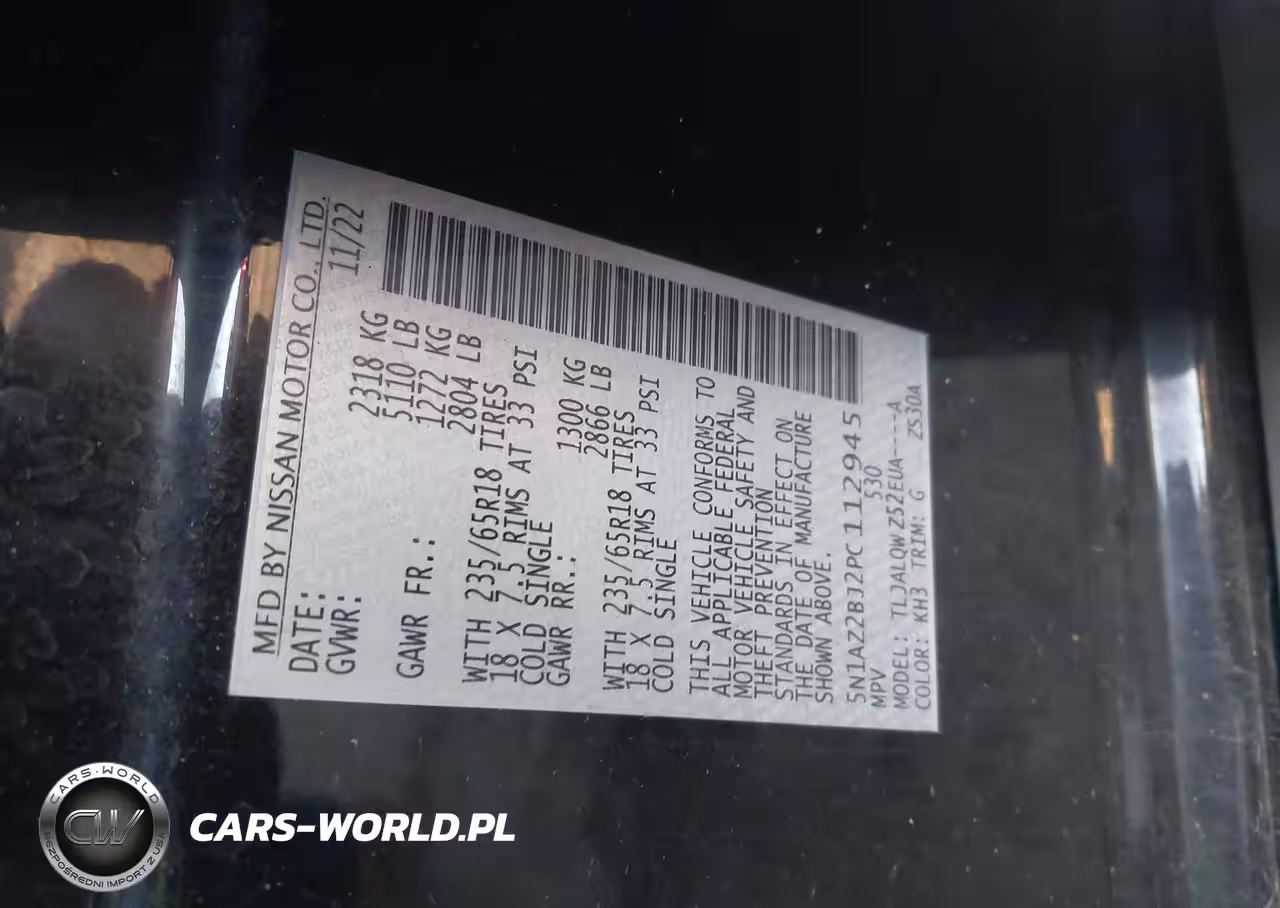 MFD BY NISSAN MOTOR CO., LTD.
DATE: 11/22
GVWR: 2318 KG
5110 LB
GAWR FR.: 1272 KG
2804 LB
WITH 235/65R18 TIRES
18 X 7.5 RIMS AT 33 PSI
COLD SINGLE
GAWR RR.: 1300 KG
2866 LB
WITH 235/65R18 TIRES
18 X 7.5 RIMS AT 33 PSI
COLD SINGLE
THIS VEHICLE CONFORMS TO
ALL APPLICABLE FEDERAL
MOTOR VEHICLE SAFETY AND
THEFT PREVENTION
STANDARDS IN EFFECT ON
THE DATE OF MANUFACTURE
SHOWN ABOVE.
5N1AZ2BJ2PC112945
MPV 530
MODEL: TLJALQWZ52EUA----A
COLOR: KH3 TRIM: G ZS30A
CARS-WORLD
CW
BEZPOŚREDNI IMPORT Z USA
CARS-WORLD.PL